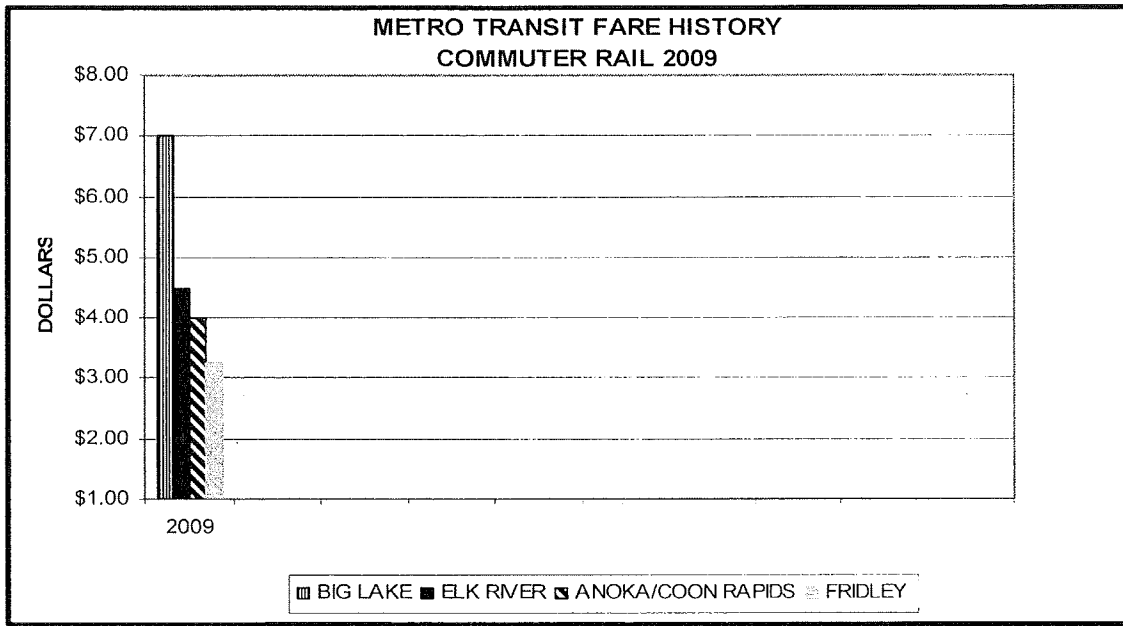 METRO TRANSIT FARE HISTORY
COMMUTER RAIL 2009
$8.00
$7.00
$6.00
$5.00
$4.00
$3.00
$2.00
$1.00
DOLLARS
2009
BIG LAKE ELK RIVER ANOKA/COON RAPIDS FRIDLEY